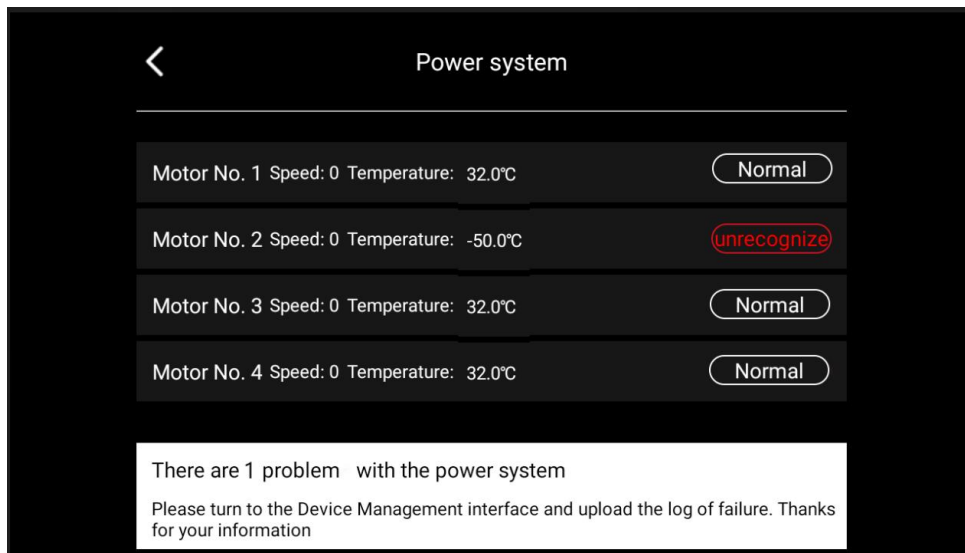 Power system
Motor No. 1 Speed: 0 Temperature: 32.0℃ Normal
Motor No. 2 Speed: 0 Temperature: -50.0℃ unrecognize
Motor No. 3 Speed: 0 Temperature: 32.0℃ Normal
Motor No. 4 Speed: 0 Temperature: 32.0℃ Normal
There are 1 problem with the power system
Please turn to the Device Management interface and upload the log of failure. Thanks
for your information